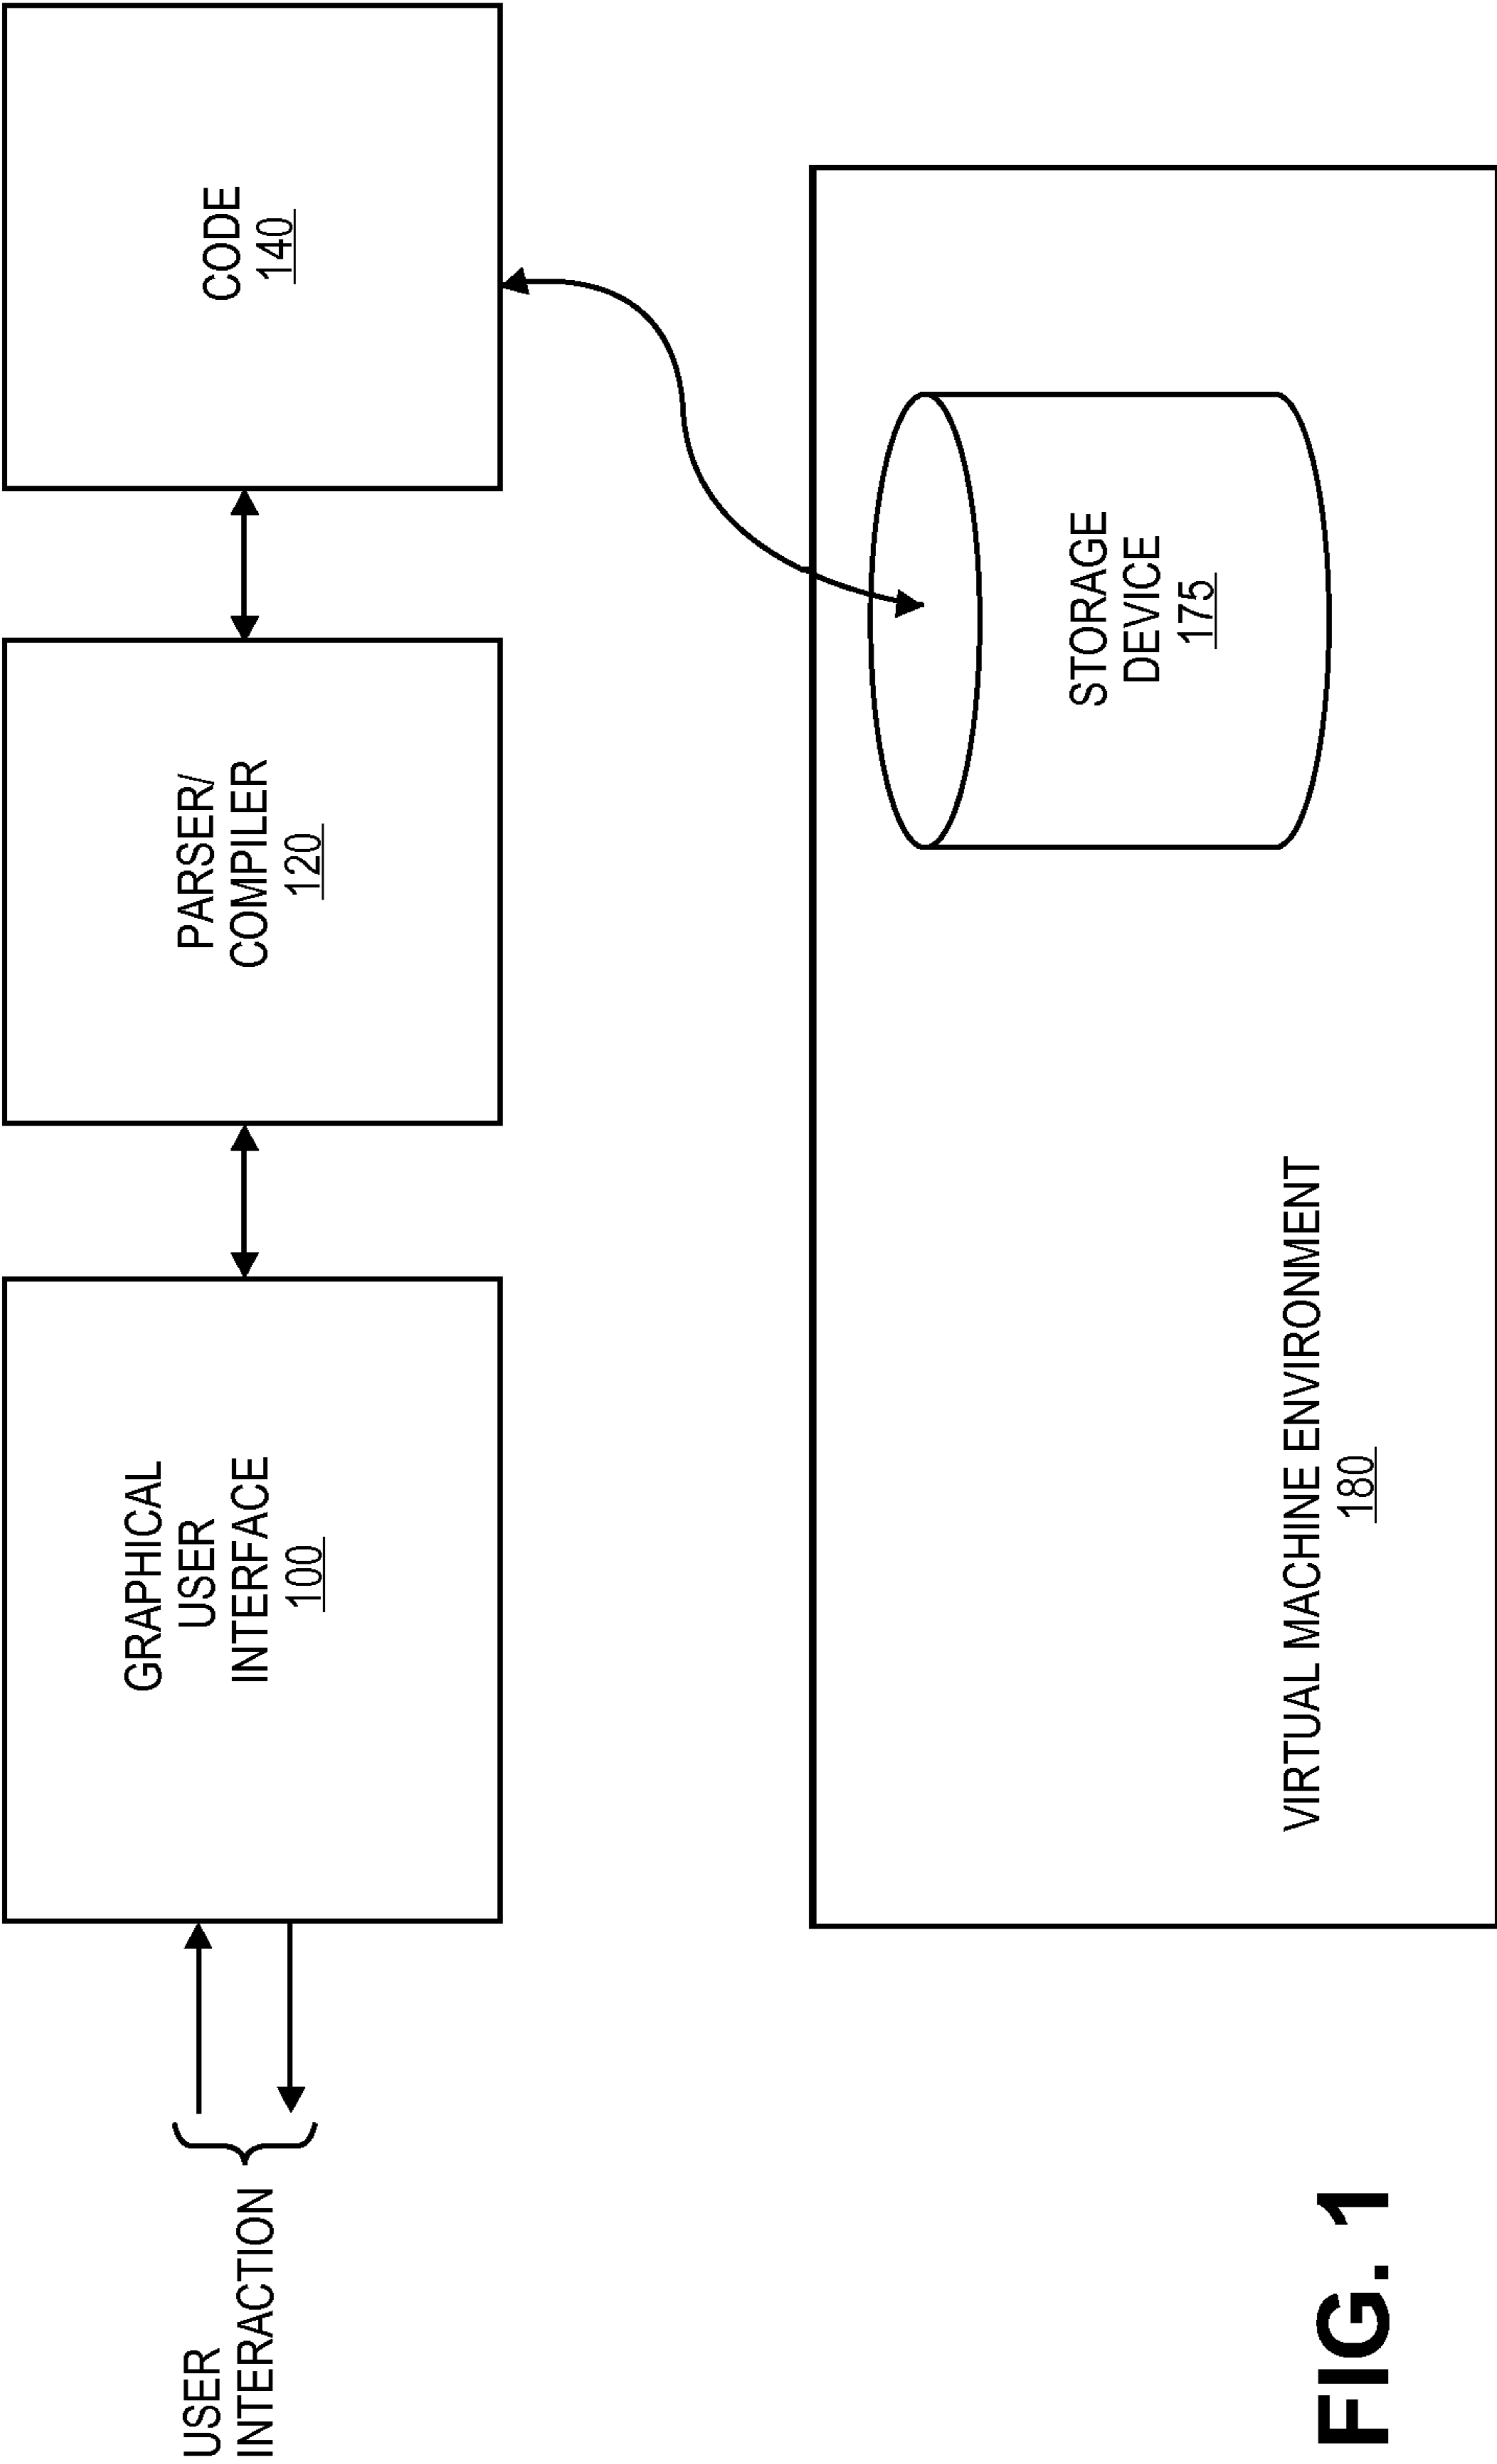 USER
INTERACTION
GRAPHICAL
USER
INTERFACE
100
PARSER/
COMPILER
120
CODE
140
STORAGE
DEVICE
175
VIRTUAL MACHINE ENVIRONMENT
180
FIG. 1